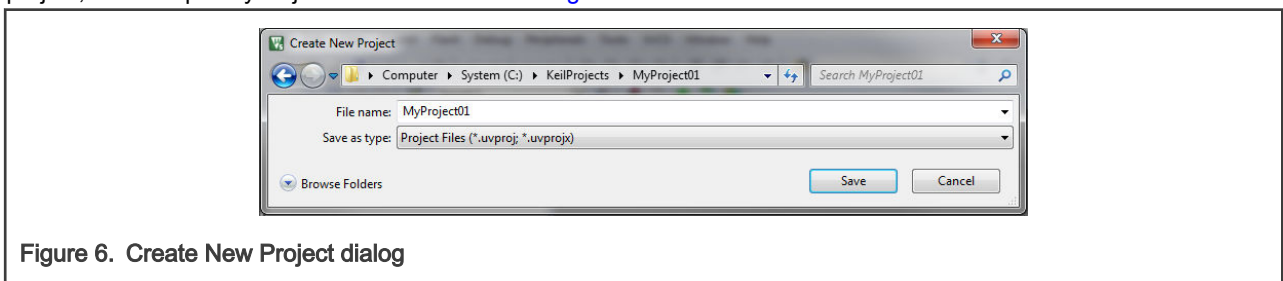 Create New Project
Computer ▸ System (C:) ▸ KeilProjects ▸ MyProject01
Search MyProject01
File name: MyProject01
Save as type: Project Files (*.uvproj; *.uvprojx)
Browse Folders
Save
Cancel
Figure 6. Create New Project dialog